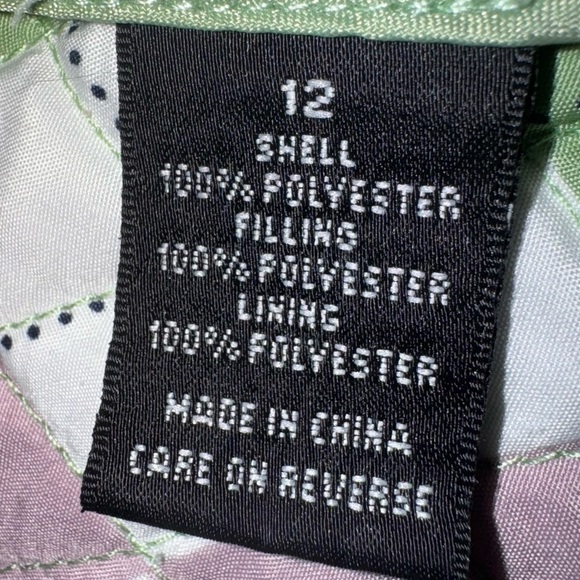 12
SHELL
100% POLYESTER
FILLING
100% POLYESTER
LINING
100% POLYESTER
MADE IN CHINA
CARE ON REVERSE